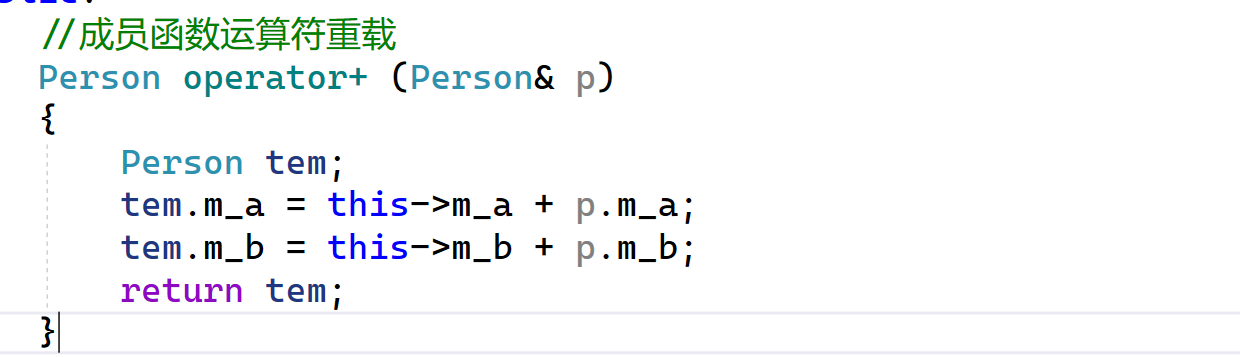 //成员函数运算符重载
Person operator+ (Person& p)
{
Person tem;
tem.m_a = this->m_a + p.m_a;
tem.m_b = this->m_b + p.m_b;
return tem;
}